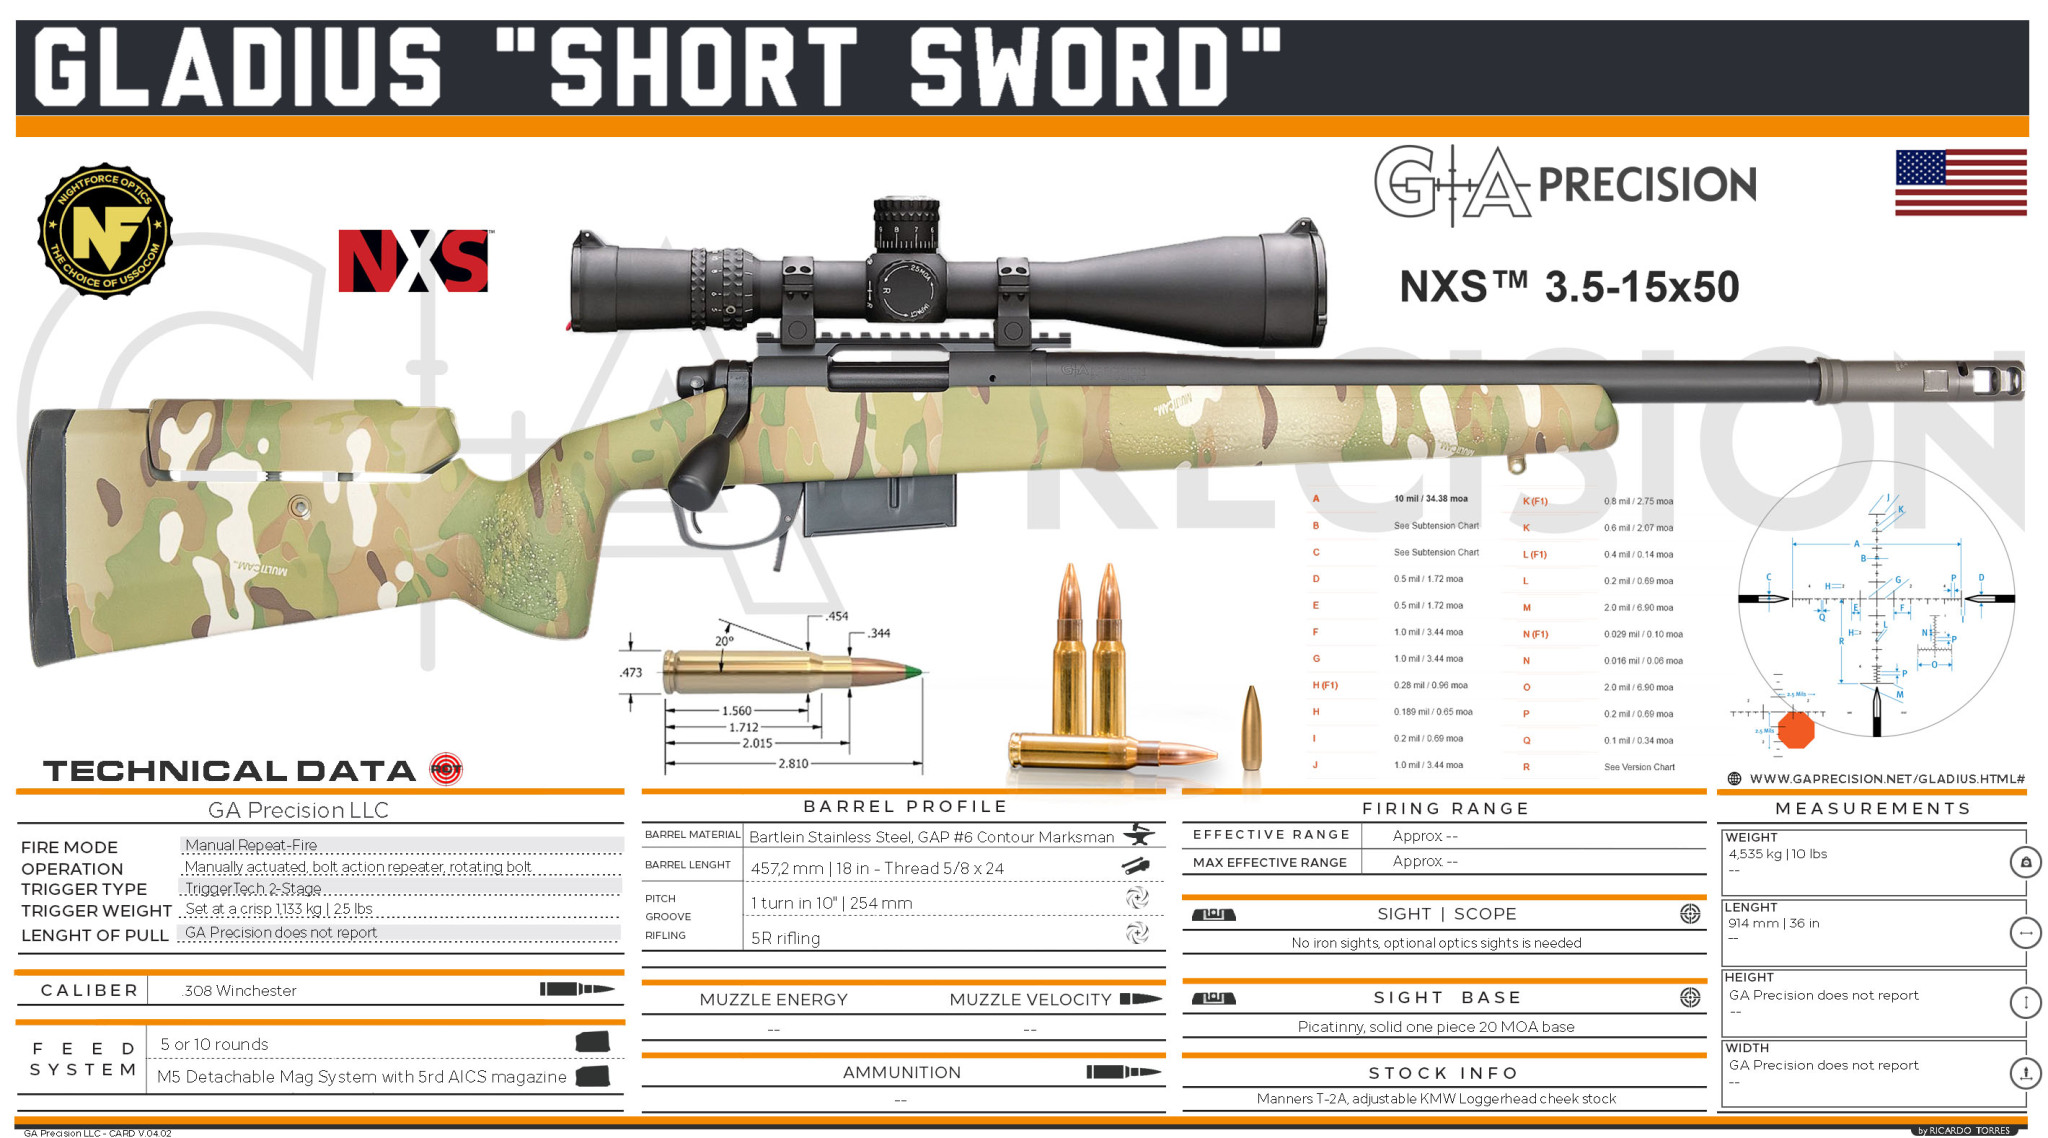 GLADIUS "SHORT SWORD"
NIGHTFORCE OPTICS
NF
THE CHOICE OF USSOCOM
NXS™
G+A PRECISION
NXS™ 3.5-15x50
GA PRECISION
25 MOA
MULTICAM
MULTICAM
MULTICAM
.454
20°
.344
.473
1.560
1.712
2.015
2.810
A 10 mil / 34.38 moa K (F1) 0.8 mil / 2.75 moa
B See Subtension Chart K 0.6 mil / 2.07 moa
C See Subtension Chart L (F1) 0.4 mil / 0.14 moa
D 0.5 mil / 1.72 moa L 0.2 mil / 0.69 moa
E 0.5 mil / 1.72 moa M 2.0 mil / 6.90 moa
F 1.0 mil / 3.44 moa N (F1) 0.029 mil / 0.10 moa
G 1.0 mil / 3.44 moa N 0.016 mil / 0.06 moa
H (F1) 0.28 mil / 0.96 moa O 2.0 mil / 6.90 moa
H 0.189 mil / 0.65 moa P 0.2 mil / 0.69 moa
I 0.2 mil / 0.69 moa Q 0.1 mil / 0.34 moa
J 1.0 mil / 3.44 moa R See Version Chart
J
K
A
B
C
H
G
P
D
E
F
Q
I
L
H
N
P
R
O
P
M
2.5 Mils
2.5 Mils
WWW.GAPRECISION.NET/GLADIUS.HTML#
TECHNICAL DATA
GA Precision LLC
FIRE MODE Manual Repeat-Fire
OPERATION Manually actuated, bolt action repeater, rotating bolt
TRIGGER TYPE TriggerTech 2-Stage
TRIGGER WEIGHT Set at a crisp 1,133 kg | 25 lbs
LENGHT OF PULL GA Precision does not report
CALIBER .308 Winchester
FEED SYSTEM
5 or 10 rounds
M5 Detachable Mag System with 5rd AICS magazine
BARREL PROFILE
BARREL MATERIAL Bartlein Stainless Steel, GAP #6 Contour Marksman
BARREL LENGHT 457,2 mm | 18 in - Thread 5/8 x 24
PITCH 1 turn in 10" | 254 mm
GROOVE
RIFLING 5R rifling
MUZZLE ENERGY MUZZLE VELOCITY
-- --
AMMUNITION
--
FIRING RANGE
EFFECTIVE RANGE Approx --
MAX EFFECTIVE RANGE Approx --
SIGHT | SCOPE
No iron sights, optional optics sights is needed
SIGHT BASE
Picatinny, solid one piece 20 MOA base
STOCK INFO
Manners T-2A, adjustable KMW Loggerhead cheek stock
MEASUREMENTS
WEIGHT
4,535 kg | 10 lbs
--
LENGHT
914 mm | 36 in
--
HEIGHT
GA Precision does not report
--
WIDTH
GA Precision does not report
--
GA Precision LLC - CARD V.04.02
by RICARDO TORRES